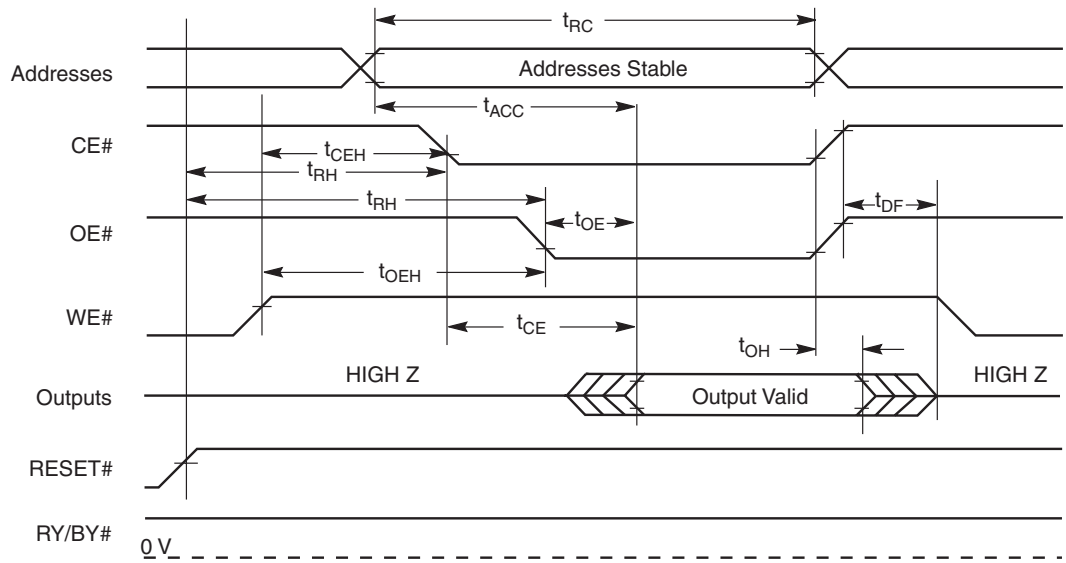 tRC
Addresses
Addresses Stable
tACC
CE#
tCEH
tRH
tRH
OE#
tOE
tDF
tOEH
WE#
tCE
tOH
HIGH Z
HIGH Z
Outputs
Output Valid
RESET#
RY/BY#
0 V